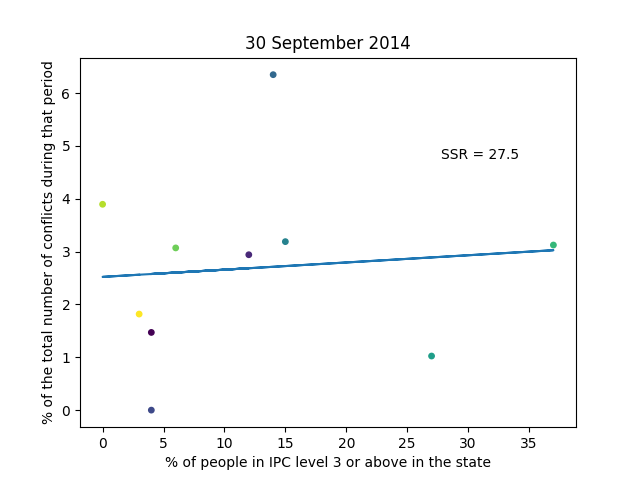 30 September 2014
% of the total number of conflicts during that period
6
5
4
3
2
1
0
SSR = 27.5
0 5 10 15 20 25 30 35
% of people in IPC level 3 or above in the state